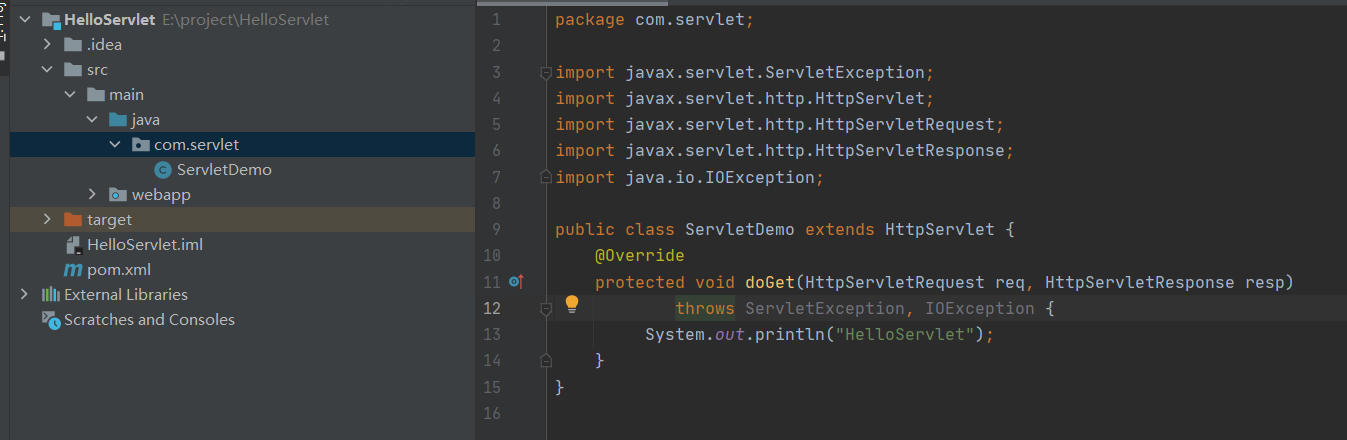 HelloServlet E:\project\HelloServlet
.idea
src
main
java
com.servlet
ServletDemo
webapp
target
HelloServlet.iml
pom.xml
External Libraries
Scratches and Consoles
1 package com.servlet;
2
3 import javax.servlet.ServletException;
4 import javax.servlet.http.HttpServlet;
5 import javax.servlet.http.HttpServletRequest;
6 import javax.servlet.http.HttpServletResponse;
7 import java.io.IOException;
8
9 public class ServletDemo extends HttpServlet {
10 @Override
11 protected void doGet(HttpServletRequest req, HttpServletResponse resp)
12 throws ServletException, IOException {
13 System.out.println("HelloServlet");
14 }
15 }
16